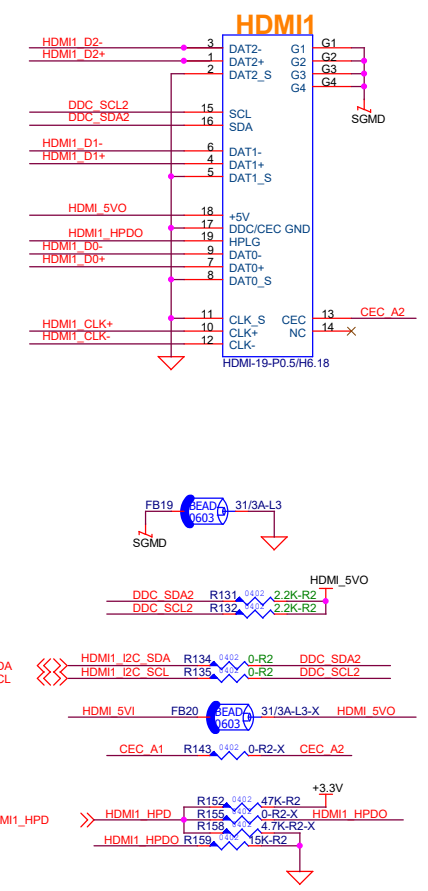 HDMI1
HDMI1_D2- 3 DAT2- G1 G1
HDMI1_D2+ 1 DAT2+ G2 G2
2 DAT2_S G3 G3
G4 G4
SGMD
DDC_SCL2 15 SCL
DDC_SDA2 16 SDA
HDMI1_D1- 6 DAT1-
HDMI1_D1+ 4 DAT1+
5 DAT1_S
HDMI_5VO 18 +5V
17 DDC/CEC GND
HDMI1_HPDO 19 HPLG
HDMI1_D0- 9 DAT0-
HDMI1_D0+ 7 DAT0+
8 DAT0_S
11 CLK_S CEC 13 CEC_A2
HDMI1_CLK+ 10 CLK+ NC 14
HDMI1_CLK- 12 CLK-
HDMI-19-P0.5/H6.18
FB19 BEAD 31/3A-L3
0603
SGMD
HDMI_5VO
DDC_SDA2 R131 0402 2.2K-R2
DDC_SCL2 R132 0402 2.2K-R2
DA HDMI1_I2C_SDA R134 0402 0-R2 DDC_SDA2
CL HDMI1_I2C_SCL R135 0402 0-R2 DDC_SCL2
HDMI_5VI FB20 BEAD 31/3A-L3-X HDMI_5VO
0603
CEC_A1 R143 0402 0-R2-X CEC_A2
+3.3V
R152 0402 47K-R2
MI1_HPD HDMI1_HPD R155 0402 0-R2-X HDMI1_HPDO
R158 0402 4.7K-R2-X
HDMI1_HPDO R159 0402 15K-R2